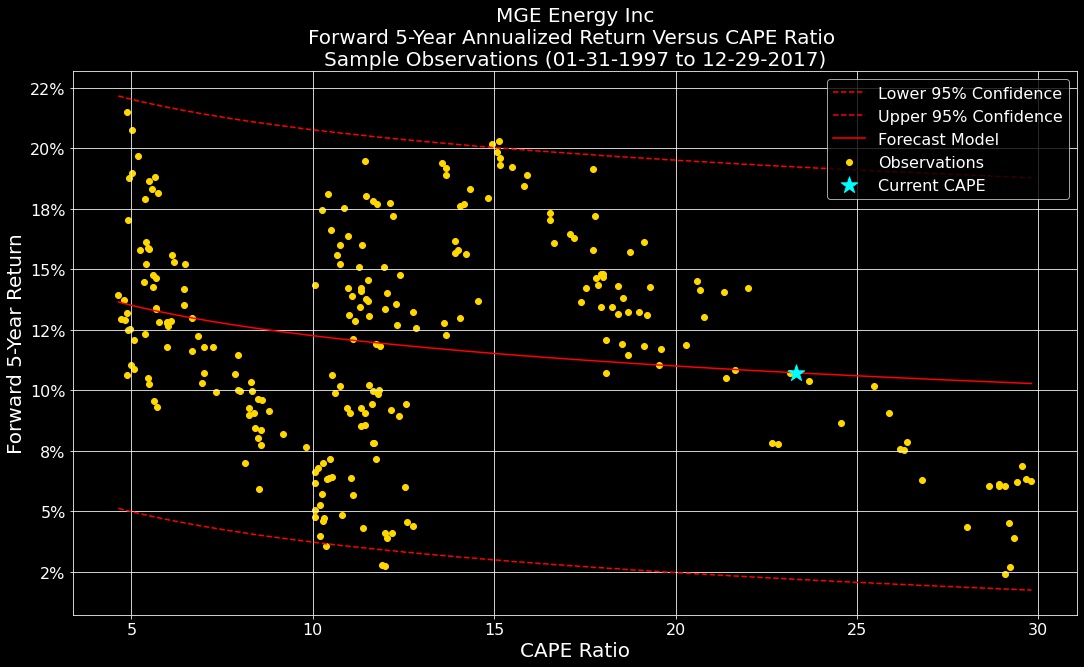 MGE Energy Inc
Forward 5-Year Annualized Return Versus CAPE Ratio
Sample Observations (01-31-1997 to 12-29-2017)
Lower 95% Confidence
Upper 95% Confidence
Forecast Model
Observations
Current CAPE
Forward 5-Year Return
22%
20%
18%
15%
12%
10%
8%
5%
2%
5
10
15
20
25
30
CAPE Ratio